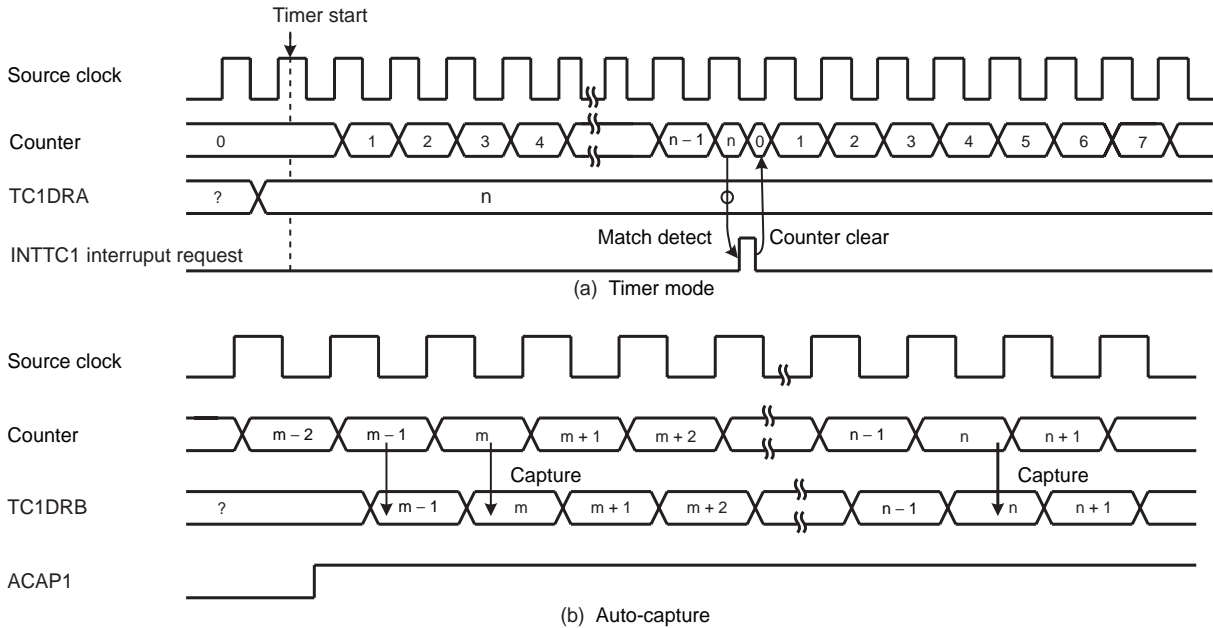 Timer start
Source clock
Counter
0 1 2 3 4 n – 1 n 0 1 2 3 4 5 6 7
TC1DRA
? n
Match detect Counter clear
INTTC1 interruput request
(a) Timer mode
Source clock
Counter
m – 2 m – 1 m m + 1 m + 2 n – 1 n n + 1
Capture Capture
TC1DRB
? m – 1 m m + 1 m + 2 n – 1 n n + 1
ACAP1
(b) Auto-capture